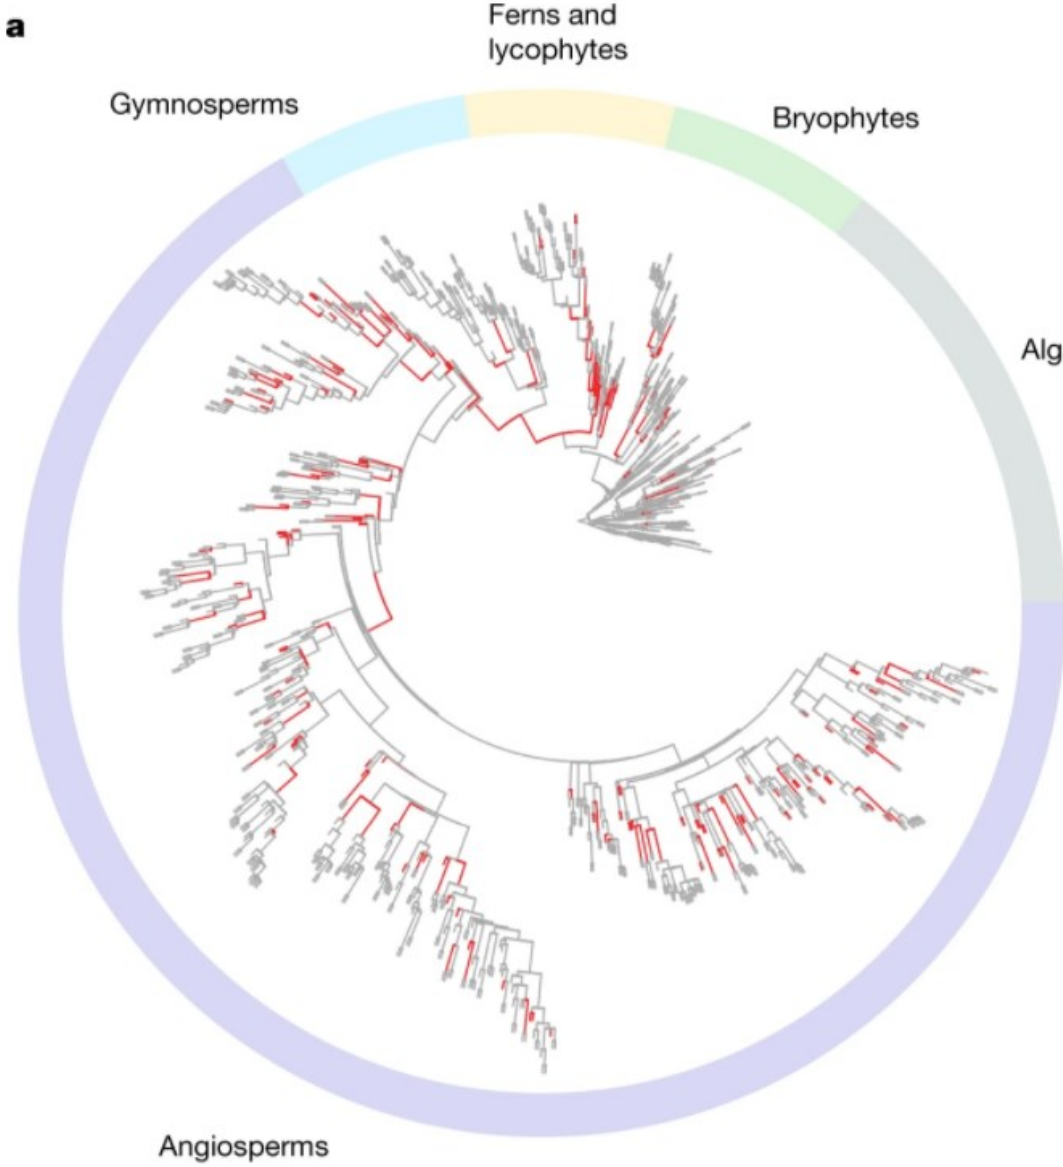 a
Ferns and
lycophytes
Gymnosperms
Bryophytes
Alg
Angiosperms